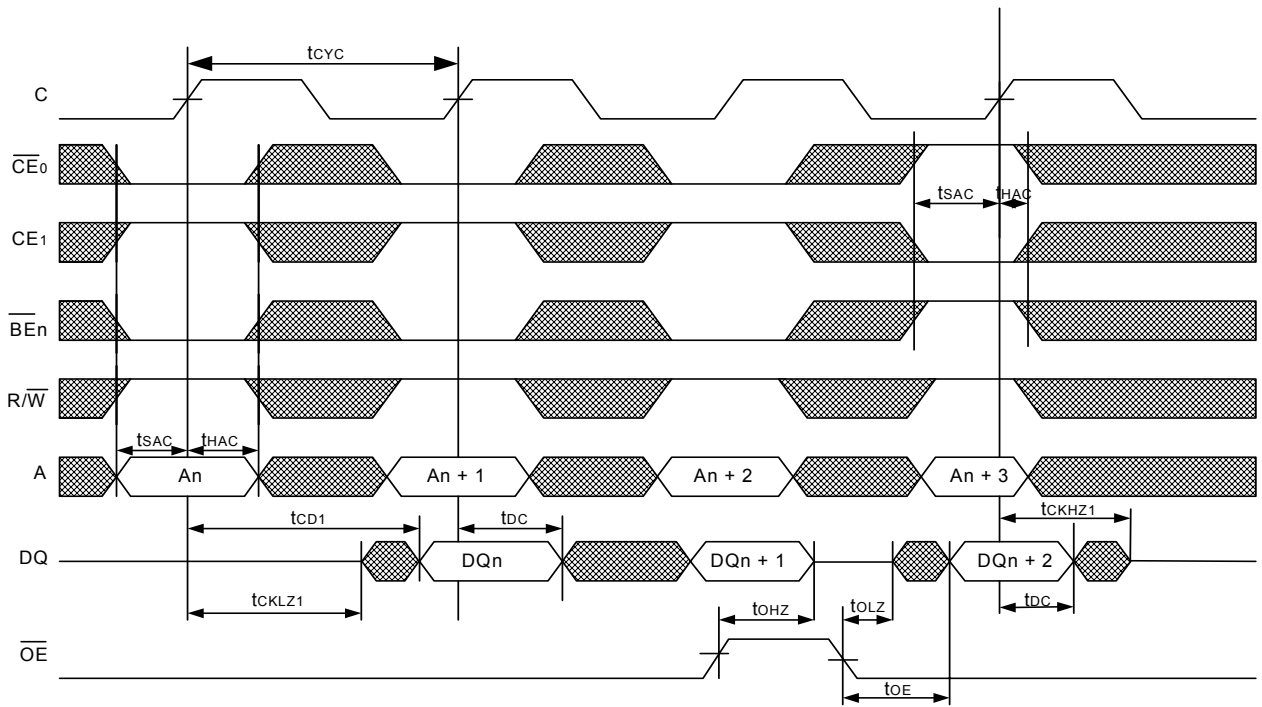 tCYC
C
CE0
tSAC tHAC
CE1
BEn
R/W
tSAC tHAC
A An An + 1 An + 2 An + 3
tCD1 tDC tCKHZ1
DQ DQn DQn + 1 DQn + 2
tCKLZ1 tOHZ tOLZ tDC
OE
tOE